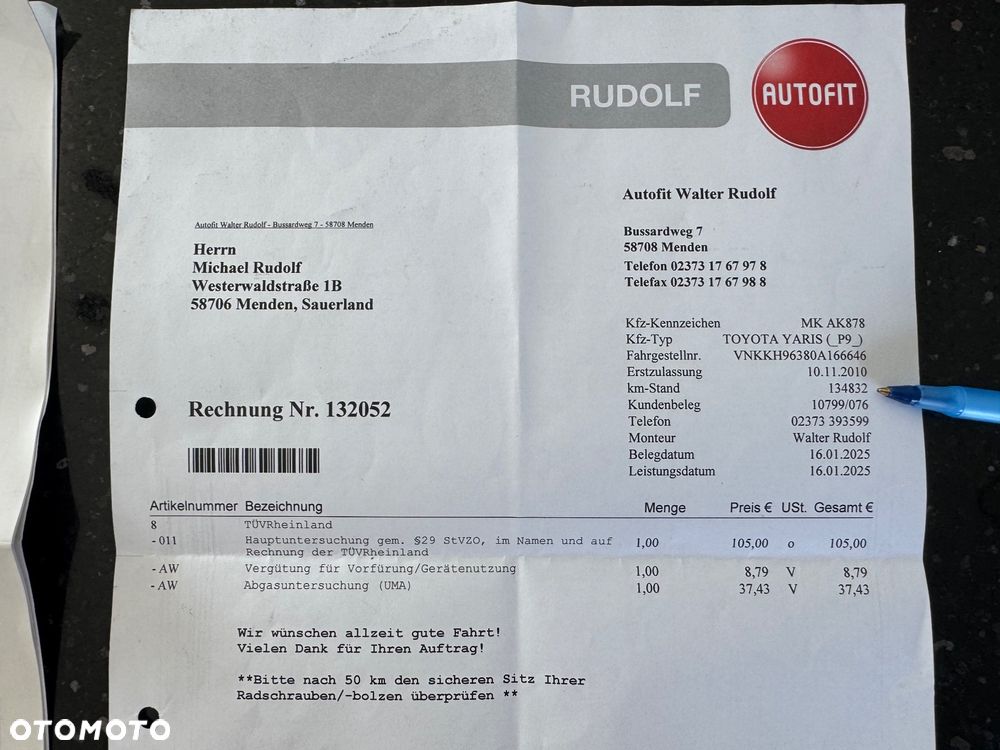 RUDOLF
AUTOFIT
Autofit Walter Rudolf
Autofit Walter Rudolf - Bussardweg 7 - 58708 Menden
Bussardweg 7
58708 Menden
Telefon 02373 17 67 97 8
Telefax 02373 17 67 98 8
Herrn
Michael Rudolf
Westerwaldstraße 1B
58706 Menden, Sauerland
Kfz-Kennzeichen MK AK878
Kfz-Typ TOYOTA YARIS (_P9_)
Fahrgestellnr. VNKKH96380A166646
Erstzulassung 10.11.2010
km-Stand 134832
Kundenbeleg 10799/076
Telefon 02373 393599
Monteur Walter Rudolf
Belegdatum 16.01.2025
Leistungsdatum 16.01.2025
Rechnung Nr. 132052
Artikelnummer Bezeichnung Menge Preis € USt. Gesamt €
8 TÜVRheinland
-011 Hauptuntersuchung gem. §29 StVZO, im Namen und auf 1,00 105,00 o 105,00
Rechnung der TÜVRheinland
-AW Vergütung für Vorfürung/Gerätenutzung 1,00 8,79 V 8,79
-AW Abgasuntersuchung (UMA) 1,00 37,43 V 37,43
Wir wünschen allzeit gute Fahrt!
Vielen Dank für Ihren Auftrag!
**Bitte nach 50 km den sicheren Sitz Ihrer
Radschrauben/-bolzen überprüfen **
OTOMOTO